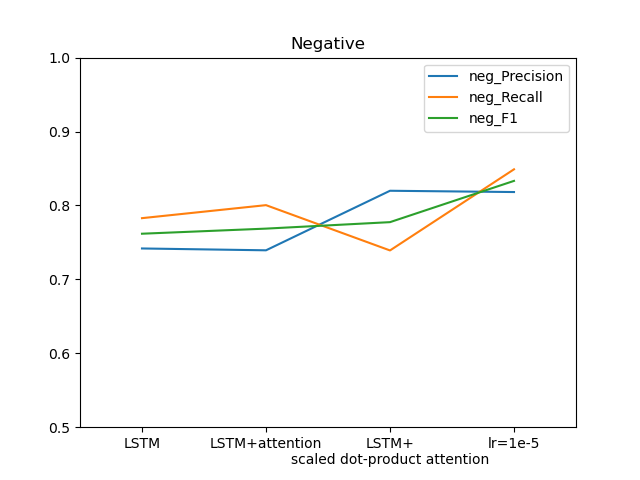 Negative
neg_Precision
neg_Recall
neg_F1
1.0
0.9
0.8
0.7
0.6
0.5
LSTM
LSTM+attention
LSTM+
scaled dot-product attention
lr=1e-5